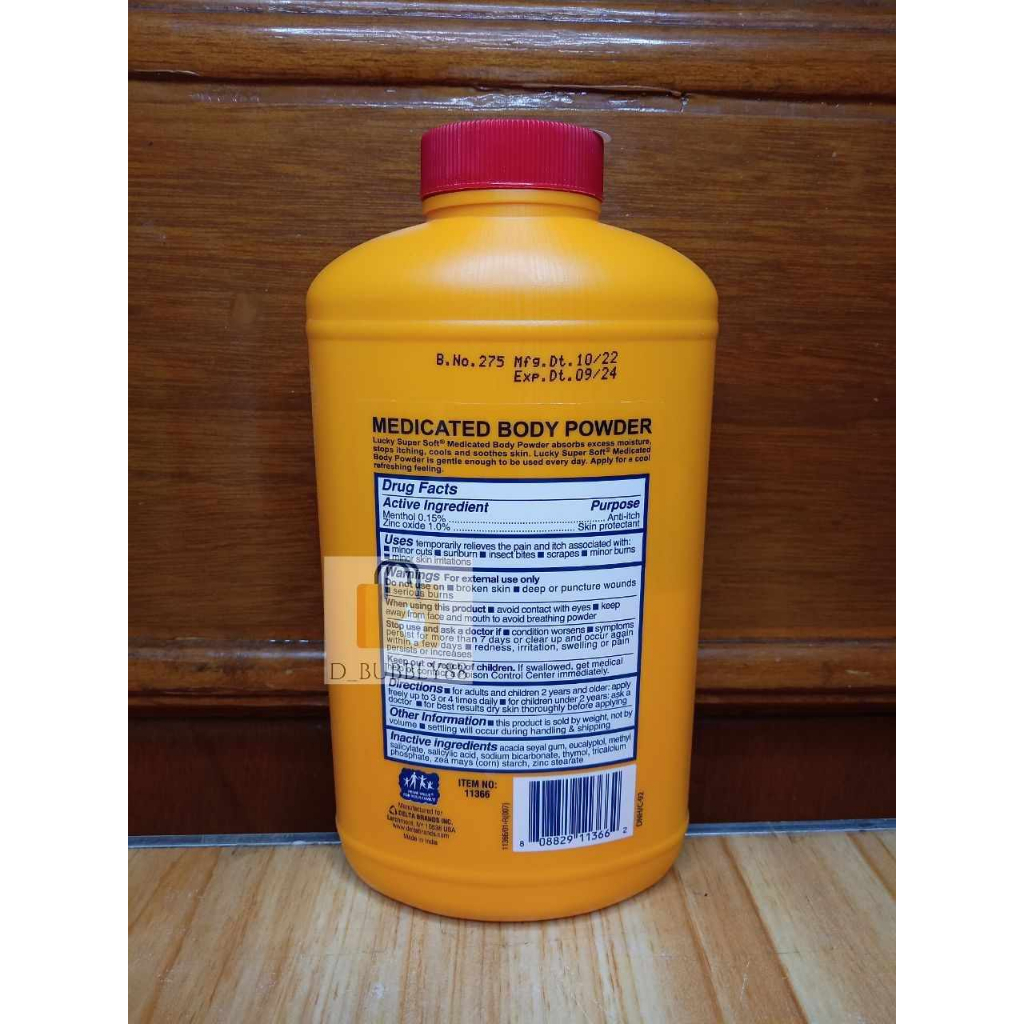 B.No.275 Mfg.Dt.10/22
Exp.Dt.09/24
MEDICATED BODY POWDER
Lucky Super Soft® Medicated Body Powder absorbs excess moisture,
stops itching, cools and soothes skin. Lucky Super Soft® Medicated
Body Powder is gentle enough to be used every day. Apply for a cool
refreshing feeling.
Drug Facts
Active Ingredient Purpose
Menthol 0.15% Anti-itch
Zinc oxide 1.0% Skin protectant
Uses temporarily relieves the pain and itch associated with:
■ minor cuts ■ sunburn ■ insect bites ■ scrapes ■ minor burns
■ minor skin irritations
Warnings For external use only
Do not use on ■ broken skin ■ deep or puncture wounds
■ serious burns
When using this product ■ avoid contact with eyes ■ keep
away from face and mouth to avoid breathing powder
Stop use and ask a doctor if ■ condition worsens ■ symptoms
persist for more than 7 days or clear up and occur again
within a few days ■ redness, irritation, swelling or pain
persists or increases
Keep out of reach of children. If swallowed, get medical
contact Poison Control Center immediately.
D_BUBBLY88
Directions ■ for adults and children 2 years and older: apply
freely up to 3 or 4 times daily ■ for children under 2 years: ask a
doctor ■ for best results dry skin thoroughly before applying
Other Information ■ this product is sold by weight, not by
volume ■ settling will occur during handling & shipping
Inactive ingredients acacia seyal gum, eucalyptol, methyl
salicylate, salicylic acid, sodium bicarbonate, thymol, tricalcium
phosphate, zea mays (corn) starch, zinc stearate
ITEM NO:
11366
Manufactured for:
DELTA BRANDS INC.
Larchmont, NY 10538 USA
www.deltabrands.com
Made in India
8 08829 11366 2